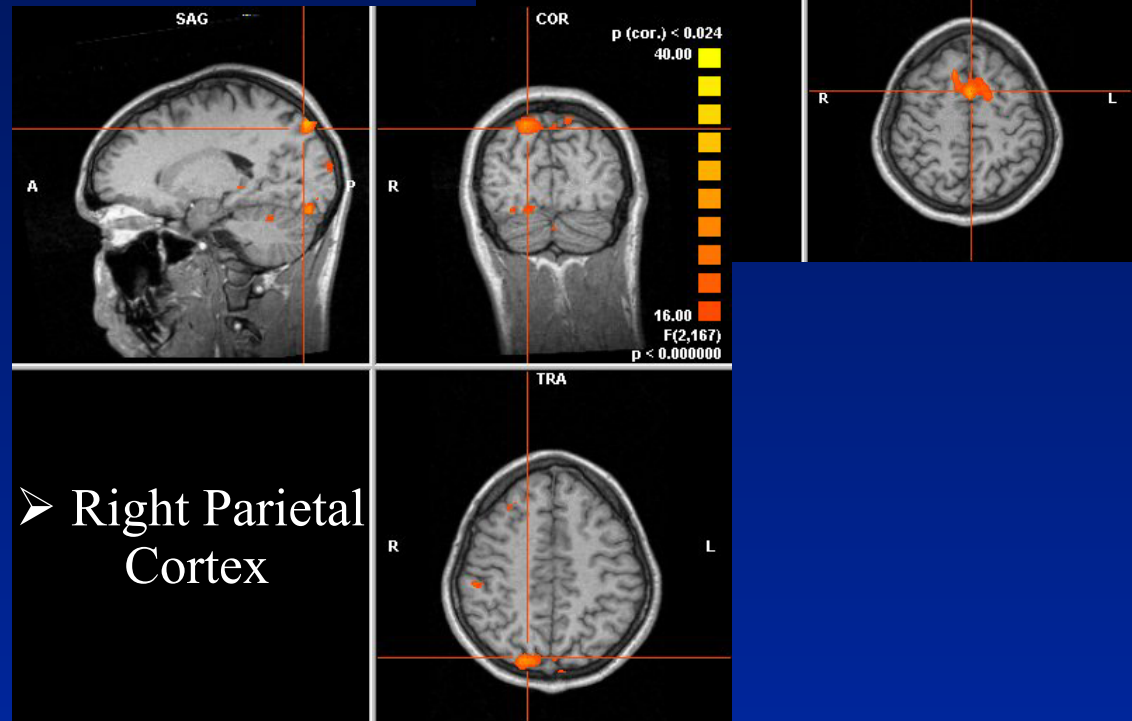 SAG
A
P
COR
R
p (cor.) < 0.024
40.00
16.00
F(2,167)
p < 0.000000
R
L
➢ Right Parietal
Cortex
TRA
R
L